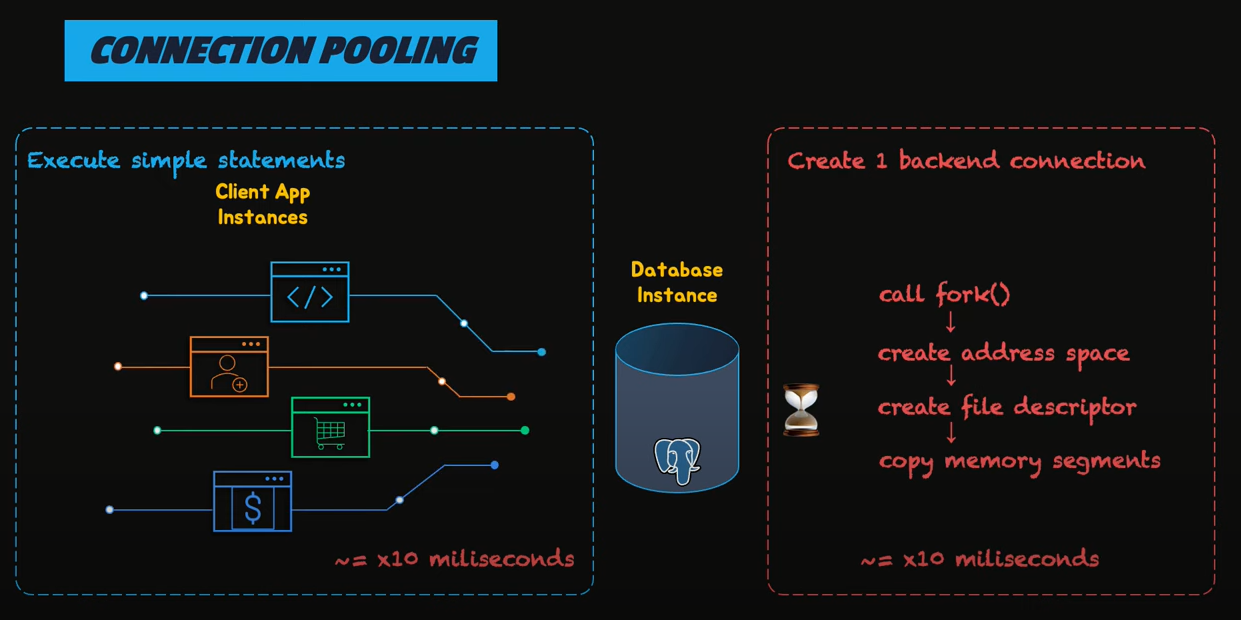 CONNECTION POOLING
Execute simple statements
Client App
Instances
</>
$
~= x10 miliseconds
Database
Instance
Create 1 backend connection
call fork()
create address space
create file descriptor
copy memory segments
~= x10 miliseconds